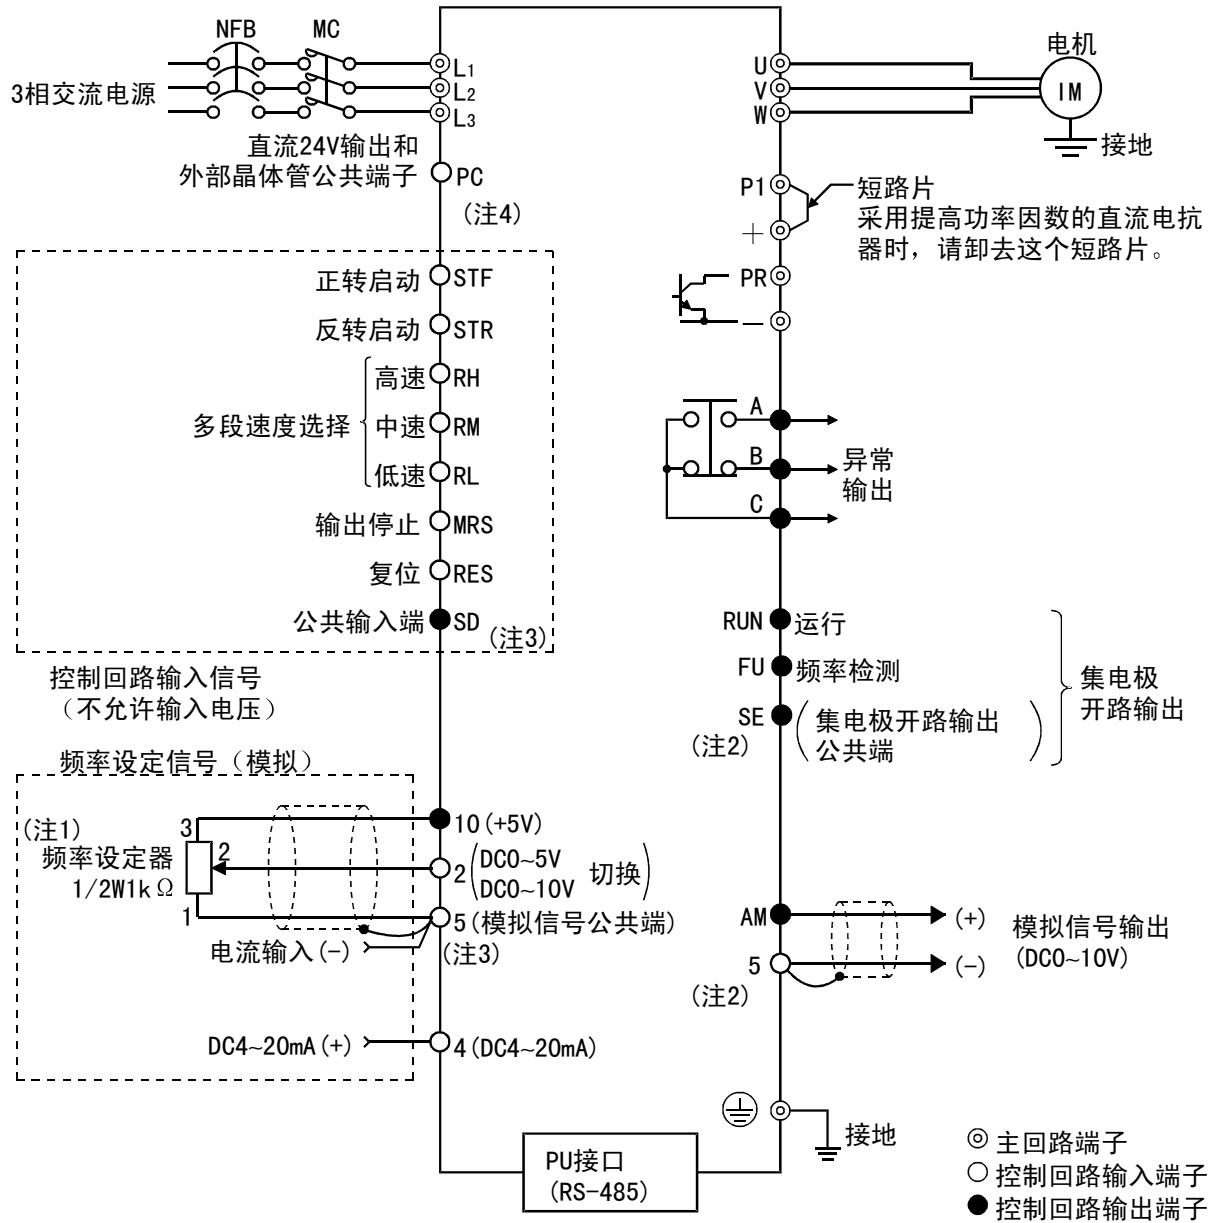 NFB
MC
3相交流电源
L1
L2
L3
直流24V输出和
外部晶体管公共端子
PC
(注4)
正转启动
STF
反转启动
STR
多段速度选择
高速
RH
中速
RM
低速
RL
输出停止
MRS
复位
RES
公共输入端
SD
(注3)
控制回路输入信号
（不允许输入电压）
频率设定信号（模拟）
(注1)
频率设定器
1/2W1kΩ
3
2
1
10(+5V)
2
DC0~5V
DC0~10V
切换
5(模拟信号公共端)
(注3)
电流输入(-)
DC4~20mA(+)
4(DC4~20mA)
PU接口
(RS-485)
U
V
W
电机
IM
接地
P1
+
短路片
采用提高功率因数的直流电抗
器时，请卸去这个短路片。
PR
-
A
B
C
异常
输出
RUN
运行
FU
频率检测
SE
(注2)
(集电极开路输出
公共端)
集电极
开路输出
AM
(+)
5
(-)
(注2)
模拟信号输出
(DC0~10V)
接地
◎主回路端子
○控制回路输入端子
●控制回路输出端子